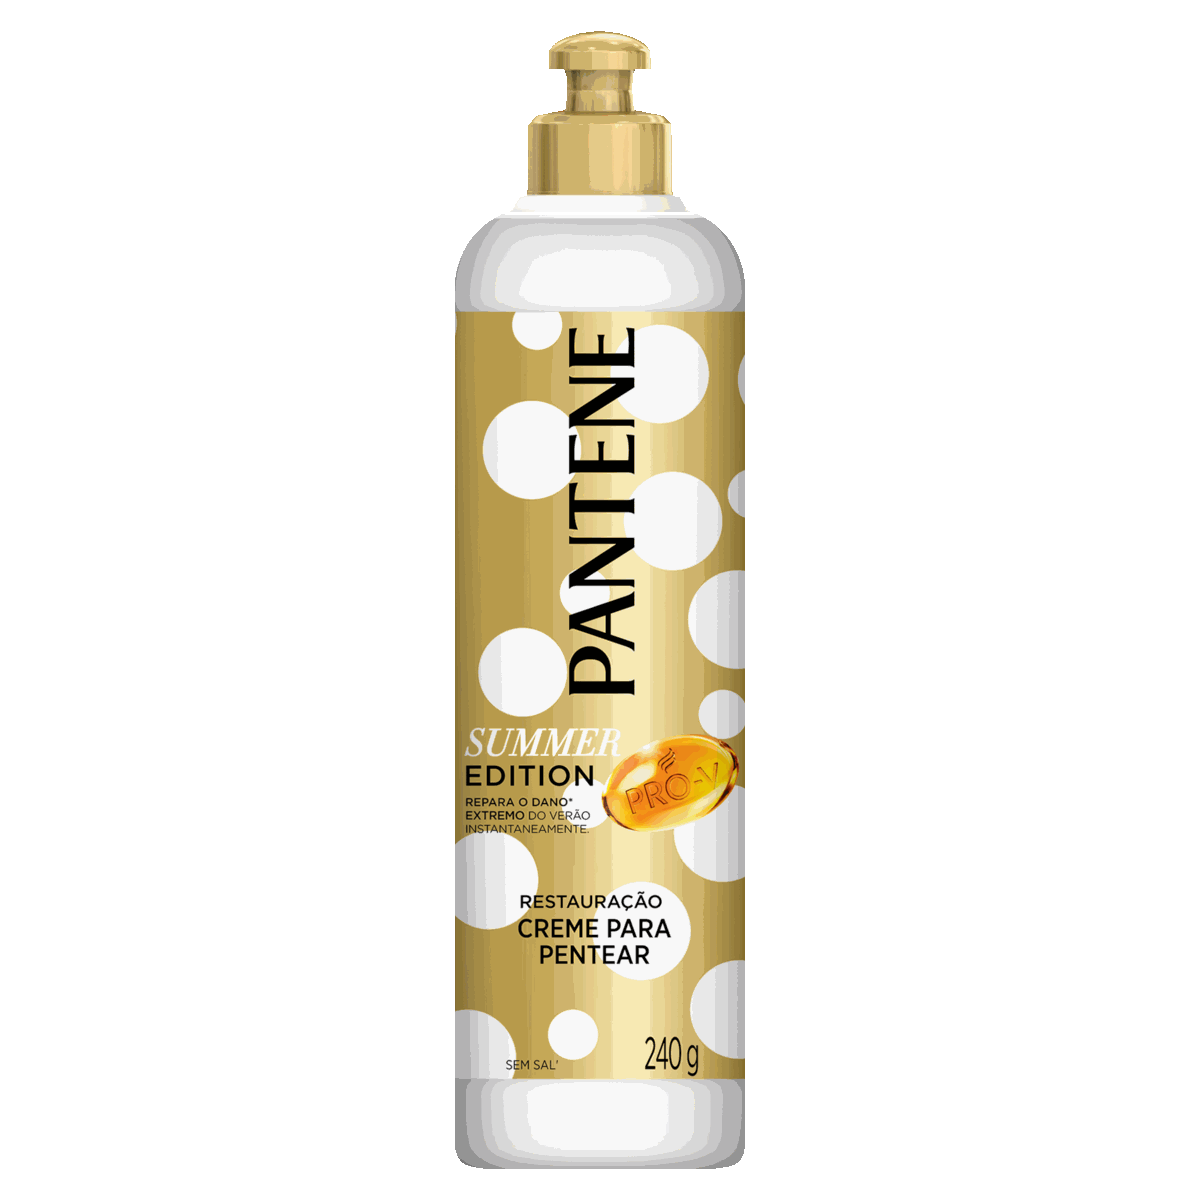 PANTENE
SUMMER
EDITION
REPARA O DANO*
EXTREMO DO VERÃO
INSTANTANEAMENTE.
PRO-V
RESTAURAÇÃO
CREME PARA
PENTEAR
SEM SAL'
240 g